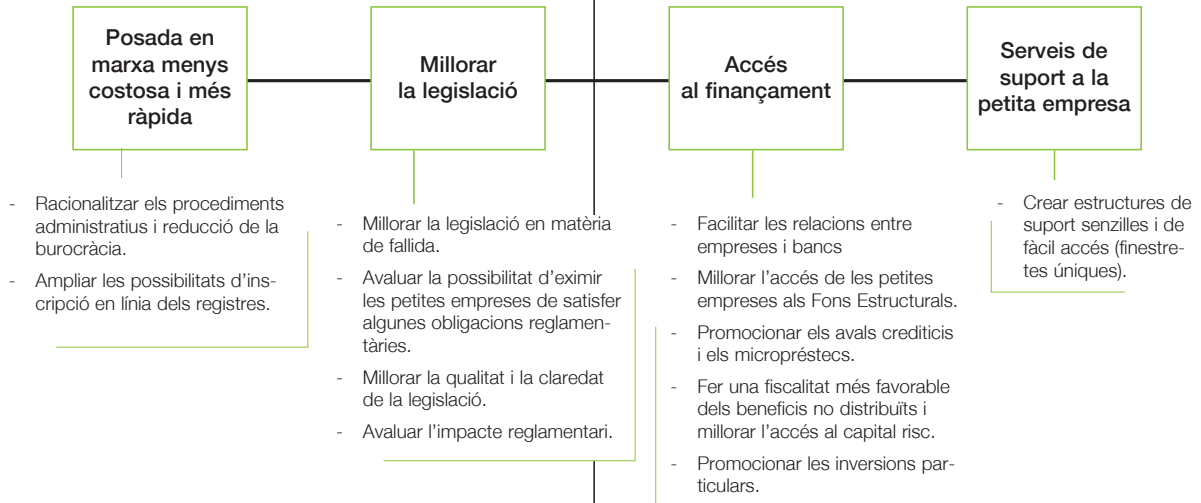 Posada en
marxa menys
costosa i més
ràpida
Millorar
la legislació
Accés
al finançament
Serveis de
suport a la
petita empresa
- Racionalitzar els procediments
administratius i reducció de la
burocràcia.
- Ampliar les possibilitats d’ins-
cripció en línia dels registres.
- Millorar la legislació en matèria
de fallida.
- Avaluar la possibilitat d’eximir
les petites empreses de satisfer
algunes obligacions reglamen-
tàries.
- Millorar la qualitat i la claredat
de la legislació.
- Avaluar l’impacte reglamentari.
- Facilitar les relacions entre
empreses i bancs
- Millorar l’accés de les petites
empreses als Fons Estructurals.
- Promocionar els avals crediticis
i els micropréstecs.
- Fer una fiscalitat més favorable
dels beneficis no distribuïts i
millorar l’accés al capital risc.
- Promocionar les inversions par-
ticulars.
- Crear estructures de
suport senzilles i de
fàcil accés (finestre-
tes úniques).